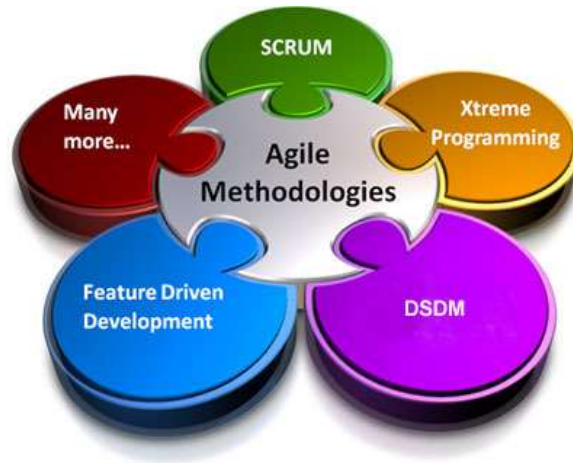 SCRUM
Many
more...
Xtreme
Programming
Agile
Methodologies
Feature Driven
Development
DSDM